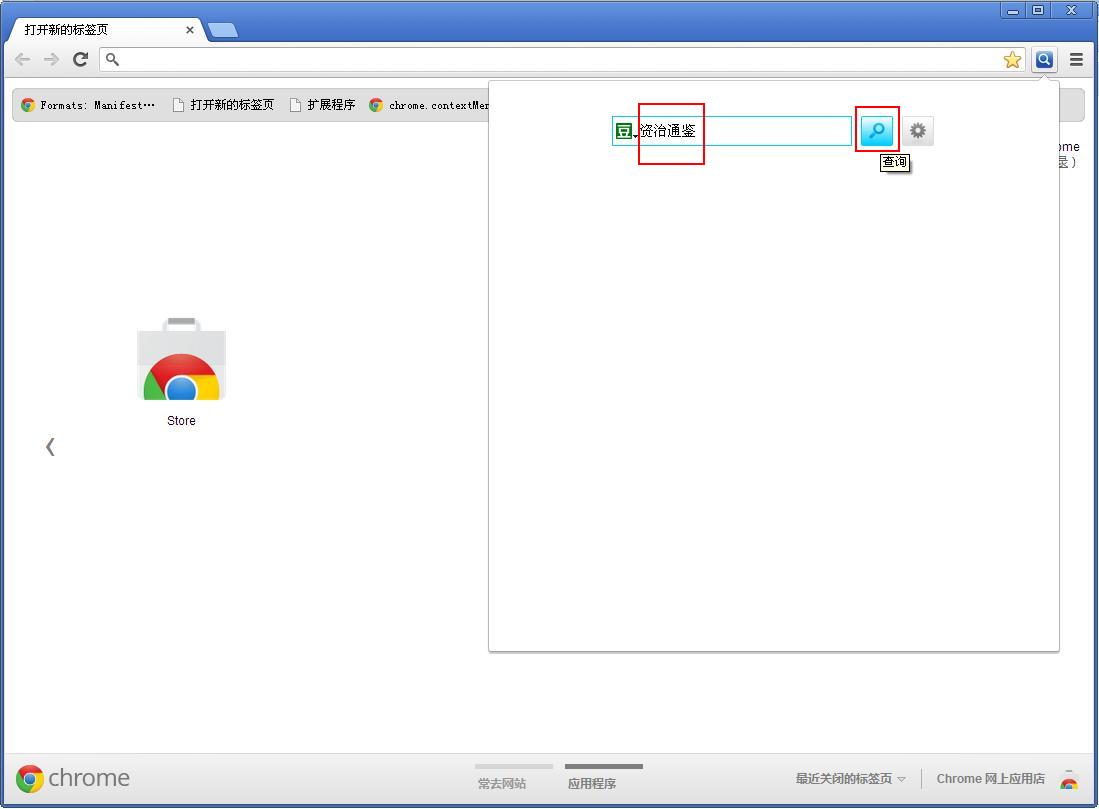 打开新的标签页
Formats: Manifest…
打开新的标签页
扩展程序
chrome.contextMen
豆
资治通鉴
查询
ome
录)
Store
chrome
常去网站
应用程序
最近关闭的标签页
Chrome 网上应用店